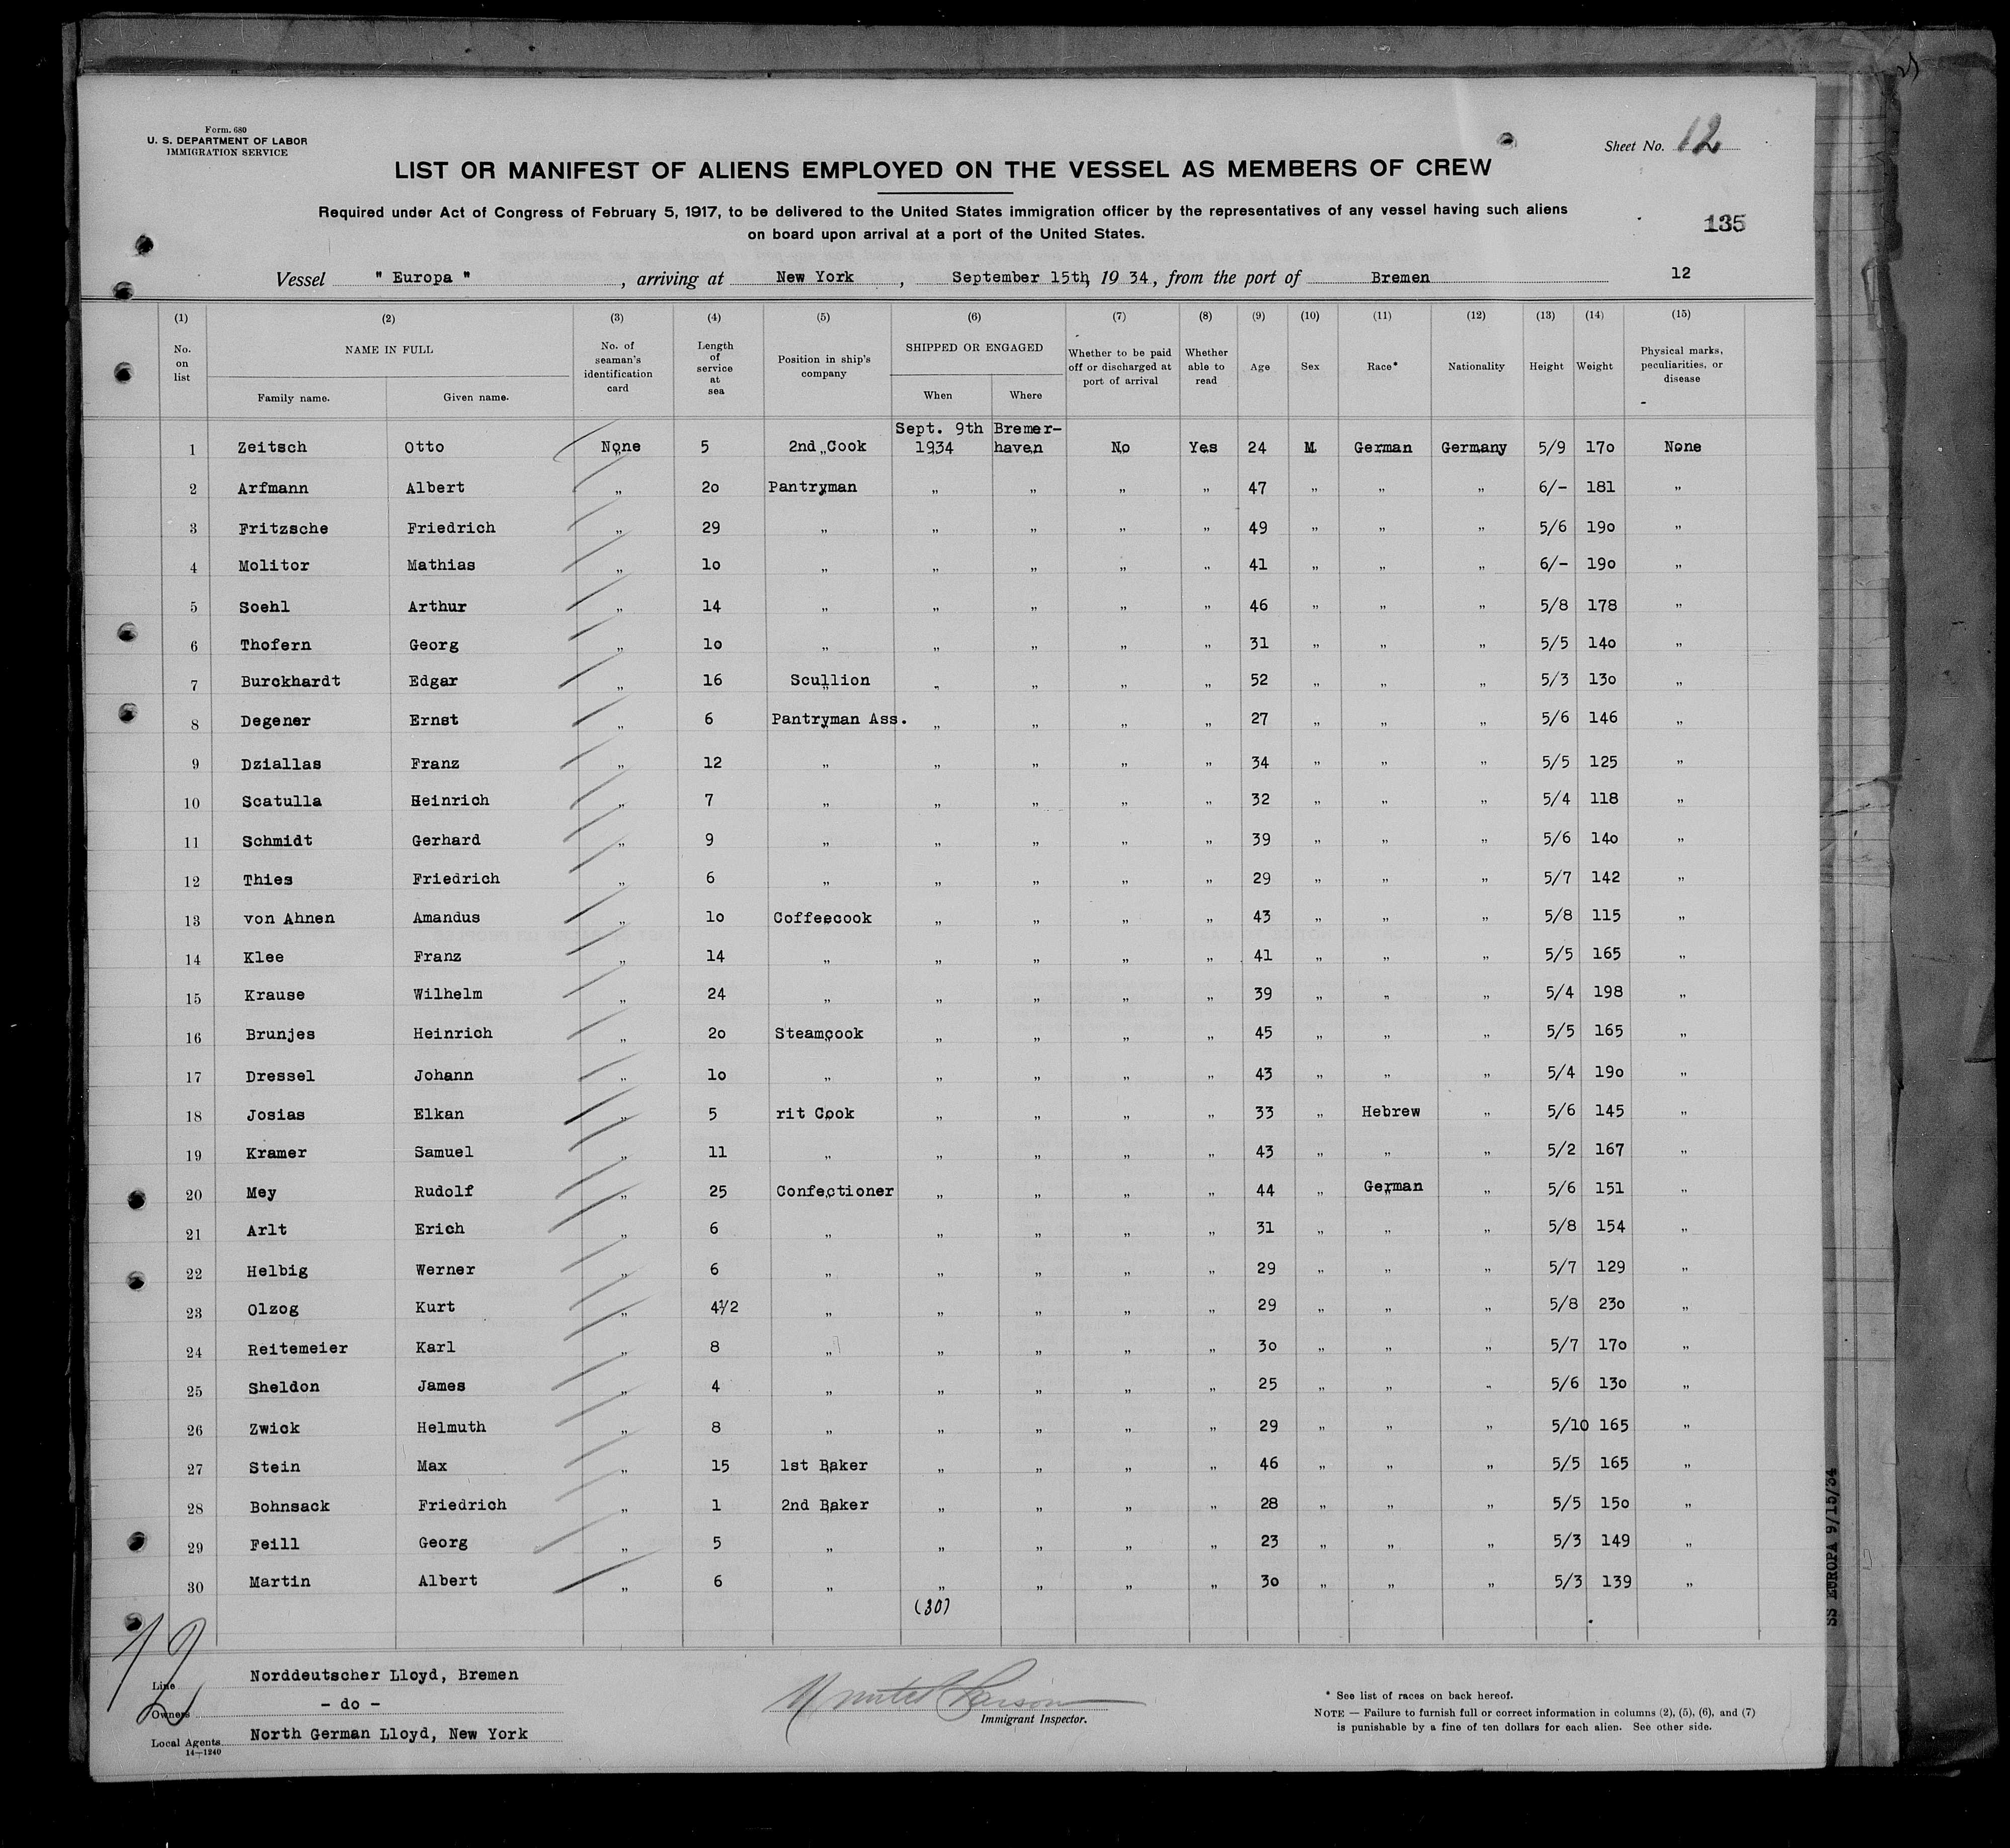 Form. 680
U. S. DEPARTMENT OF LABOR
IMMIGRATION SERVICE
Sheet No. 12
LIST OR MANIFEST OF ALIENS EMPLOYED ON THE VESSEL AS MEMBERS OF CREW
Required under Act of Congress of February 5, 1917, to be delivered to the United States immigration officer by the representatives of any vessel having such aliens
on board upon arrival at a port of the United States.
135
Vessel " Europa " , arriving at New York , September 15th, 19 34, from the port of Bremen 12
(1) (2) (3) (4) (5) (6) (7) (8) (9) (10) (11) (12) (13) (14) (15)
No. on list NAME IN FULL Family name. Given name. No. of seaman's identification card Length of service at sea Position in ship's company SHIPPED OR ENGAGED When Where Whether to be paid off or discharged at port of arrival Whether able to read Age Sex Race* Nationality Height Weight Physical marks, peculiarities, or disease
1 Zeitsch Otto None 5 2nd „Cook Sept. 9th 1934 Bremer-haven No Yes 24 M German Germany 5/9 17o None
2 Arfmann Albert „ 2o Pantryman „ „ „ „ 47 „ „ „ 6/- 181 „
3 Fritzsche Friedrich „ 29 „ „ „ „ „ 49 „ „ „ 5/6 19o „
4 Molitor Mathias „ 1o „ „ „ „ „ 41 „ „ „ 6/- 19o „
5 Soehl Arthur „ 14 „ „ „ „ „ 46 „ „ „ 5/8 178 „
6 Thofern Georg „ 1o „ „ „ „ „ 31 „ „ „ 5/5 14o „
7 Burckhardt Edgar „ 16 Scullion „ „ „ „ 52 „ „ „ 5/3 13o „
8 Degener Ernst „ 6 Pantryman Ass. „ „ „ „ 27 „ „ „ 5/6 146 „
9 Dziallas Franz „ 12 „ „ „ „ „ 34 „ „ „ 5/5 125 „
10 Scatulla Heinrich „ 7 „ „ „ „ „ 32 „ „ „ 5/4 118 „
11 Schmidt Gerhard „ 9 „ „ „ „ „ 39 „ „ „ 5/6 14o „
12 Thies Friedrich „ 6 „ „ „ „ „ 29 „ „ „ 5/7 142 „
13 von Ahnen Amandus „ 1o Coffeecook „ „ „ „ 43 „ „ „ 5/8 115 „
14 Klee Franz „ 14 „ „ „ „ „ 41 „ „ „ 5/5 165 „
15 Krause Wilhelm „ 24 „ „ „ „ „ 39 „ „ „ 5/4 198 „
16 Brunjes Heinrich „ 2o Steamcook „ „ „ „ 45 „ „ „ 5/5 165 „
17 Dressel Johann „ 1o „ „ „ „ „ 43 „ „ „ 5/4 19o „
18 Josias Elkan „ 5 rit Cook „ „ „ „ 33 „ Hebrew „ 5/6 145 „
19 Kramer Samuel „ 11 „ „ „ „ „ 43 „ „ „ 5/2 167 „
20 Mey Rudolf „ 25 Confectioner „ „ „ „ 44 „ German „ 5/6 151 „
21 Arlt Erich „ 6 „ „ „ „ „ 31 „ „ „ 5/8 154 „
22 Helbig Werner „ 6 „ „ „ „ „ 29 „ „ „ 5/7 129 „
23 Olzog Kurt „ 4½ „ „ „ „ „ 29 „ „ „ 5/8 23o „
24 Reitemeier Karl „ 8 „ „ „ „ „ 3o „ „ „ 5/7 17o „
25 Sheldon James „ 4 „ „ „ „ „ 25 „ „ „ 5/6 13o „
26 Zwick Helmuth „ 8 „ „ „ „ „ 29 „ „ „ 5/10 165 „
27 Stein Max „ 15 1st Baker „ „ „ „ 46 „ „ „ 5/5 165 „
28 Bohnsack Friedrich „ 1 2nd Baker „ „ „ „ 28 „ „ „ 5/5 15o „
29 Feill Georg „ 5 „ „ „ „ „ 23 „ „ „ 5/3 149 „
30 Martin Albert „ 6 „ „ „ „ „ 3o „ „ „ 5/3 139 „
(30)
12
Line Norddeutscher Lloyd, Bremen
Owners - do -
Local Agents North German Lloyd, New York
14—1240
Immigrant Inspector.
* See list of races on back hereof.
NOTE — Failure to furnish full or correct information in columns (2), (5), (6), and (7)
is punishable by a fine of ten dollars for each alien. See other side.
SS EUROPA 9/15/34